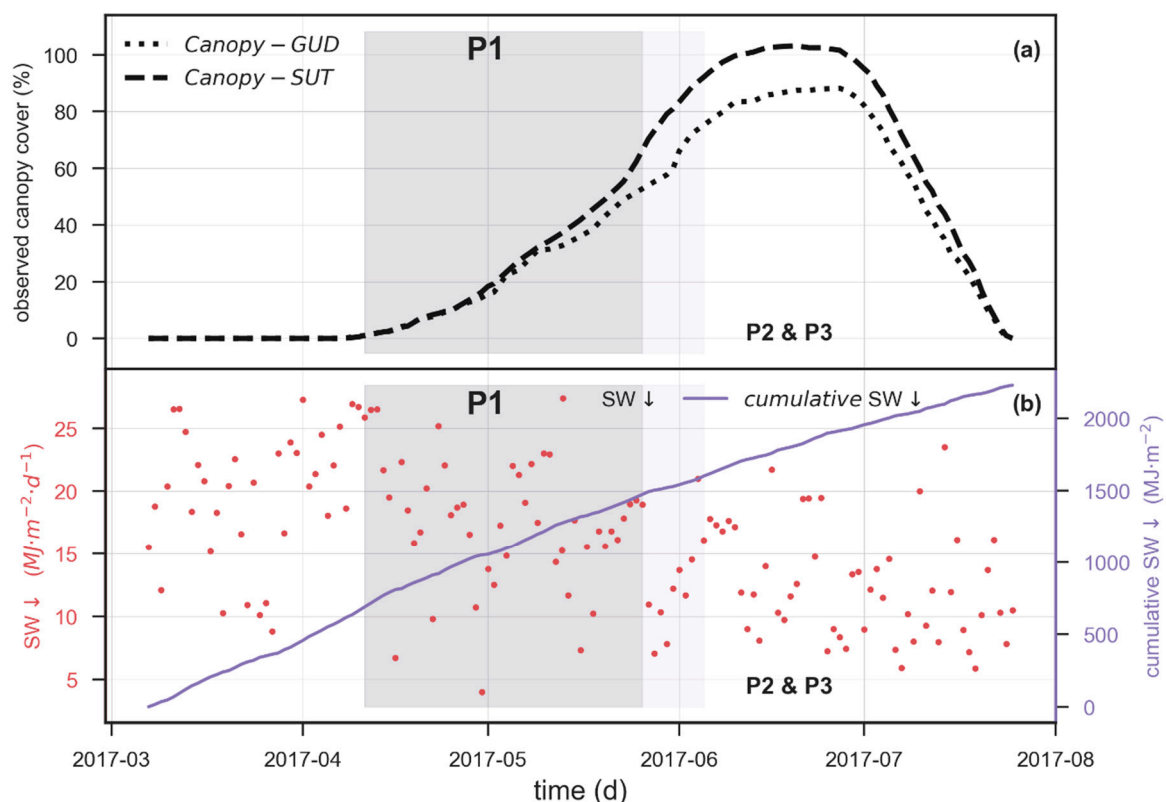 P1
(a)
Canopy − GUD
Canopy − SUT
observed canopy cover (%)
100
80
60
40
20
0
P2 & P3
P1
SW ↓
cumulative SW ↓
(b)
SW ↓ (MJ·m⁻²·d⁻¹)
25
20
15
10
5
cumulative SW ↓ (MJ·m⁻²)
2000
1500
1000
500
0
P2 & P3
2017-03
2017-04
2017-05
2017-06
2017-07
2017-08
time (d)